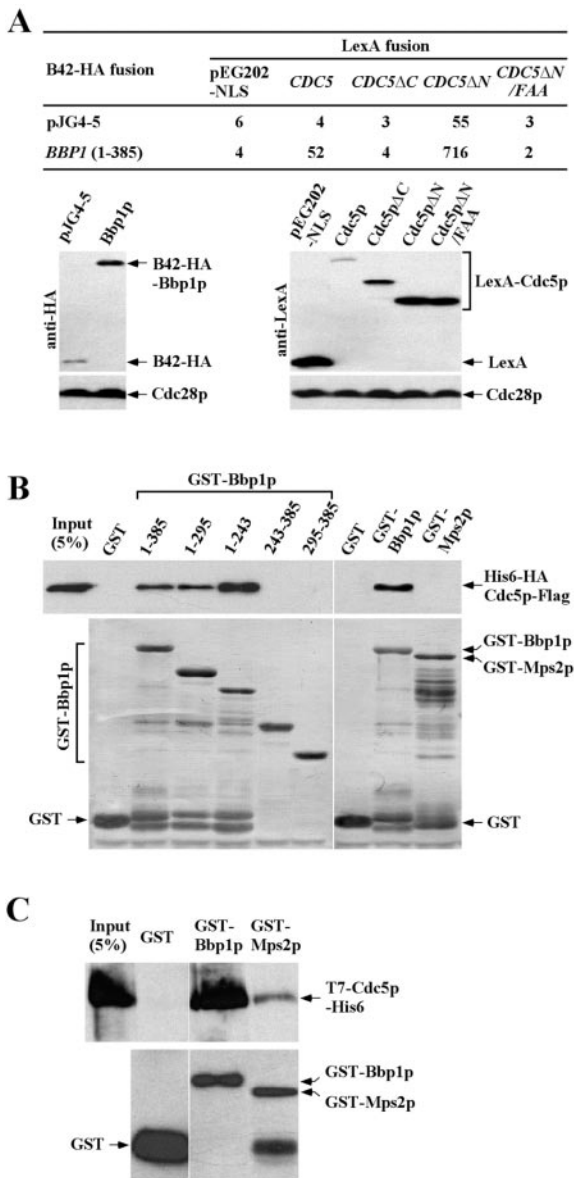 A
B42-HA fusion
LexA fusion
pEG202
-NLS
CDC5
CDC5ΔC
CDC5ΔN
CDC5ΔN
/FAA
pJG4-5 6 4 3 55 3
BBP1 (1-385) 4 52 4 716 2
pJG4-5
Bbp1p
anti-HA
B42-HA
-Bbp1p
B42-HA
Cdc28p
pEG202
-NLS
Cdc5p
Cdc5pΔC
Cdc5pΔN
Cdc5pΔN
/FAA
anti-LexA
LexA-Cdc5p
LexA
Cdc28p
B
GST-Bbp1p
Input
(5%)
GST
1-385
1-295
1-243
243-385
295-385
GST
GST-
Bbp1p
GST-
Mps2p
His6-HA
Cdc5p-Flag
GST-Bbp1p
GST-Bbp1p
GST-Mps2p
GST
GST
C
Input
(5%)
GST
GST-
Bbp1p
GST-
Mps2p
T7-Cdc5p
-His6
GST-Bbp1p
GST-Mps2p
GST